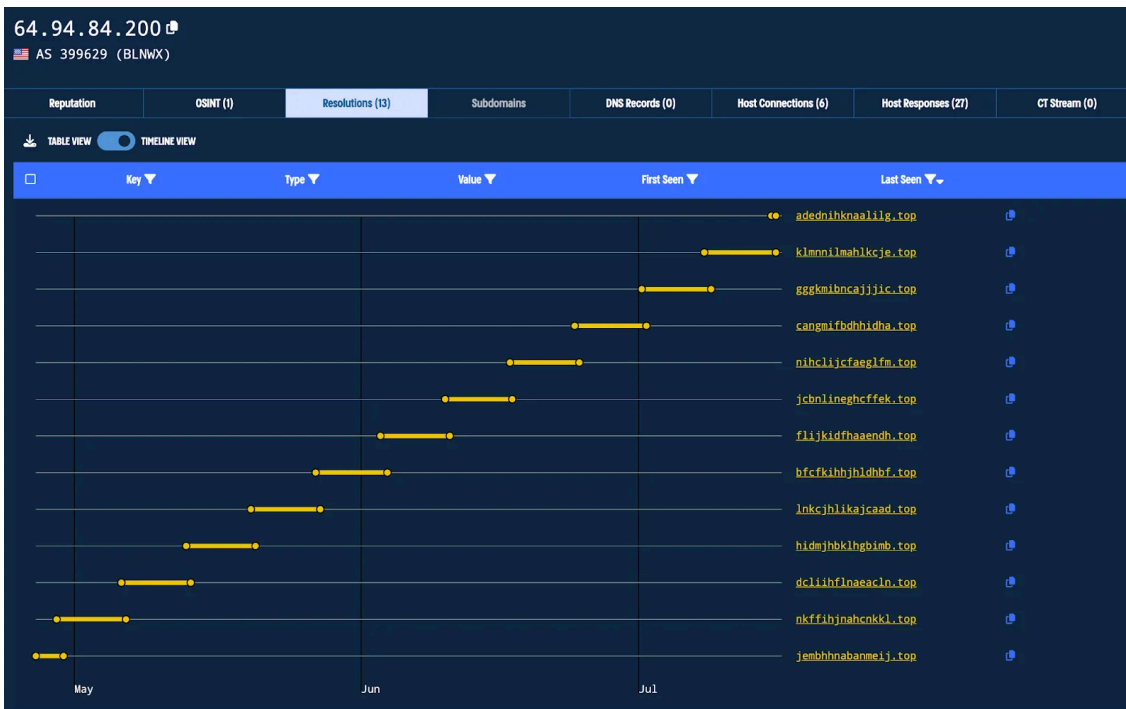 64.94.84.200
AS 399629 (BLNWX)
Reputation OSINT (1) Resolutions (13) Subdomains DNS Records (0) Host Connections (6) Host Responses (27) CT Stream (0)
TABLE VIEW TIMELINE VIEW
Key Type Value First Seen Last Seen
adednihknaalilg.top
klmnnilmahlkcje.top
gggkmibncajjjic.top
cangmifbdhhidha.top
nihclijcfaeglfm.top
jcbnlineghcffek.top
flijkidfhaaendh.top
bfcfkihhjhldhbf.top
lnkcjhlikajcaad.top
hidmjhbklhgbimb.top
dcliihflnaeacln.top
nkffihjnahcnkkl.top
jembhhnabanmeij.top
May Jun Jul